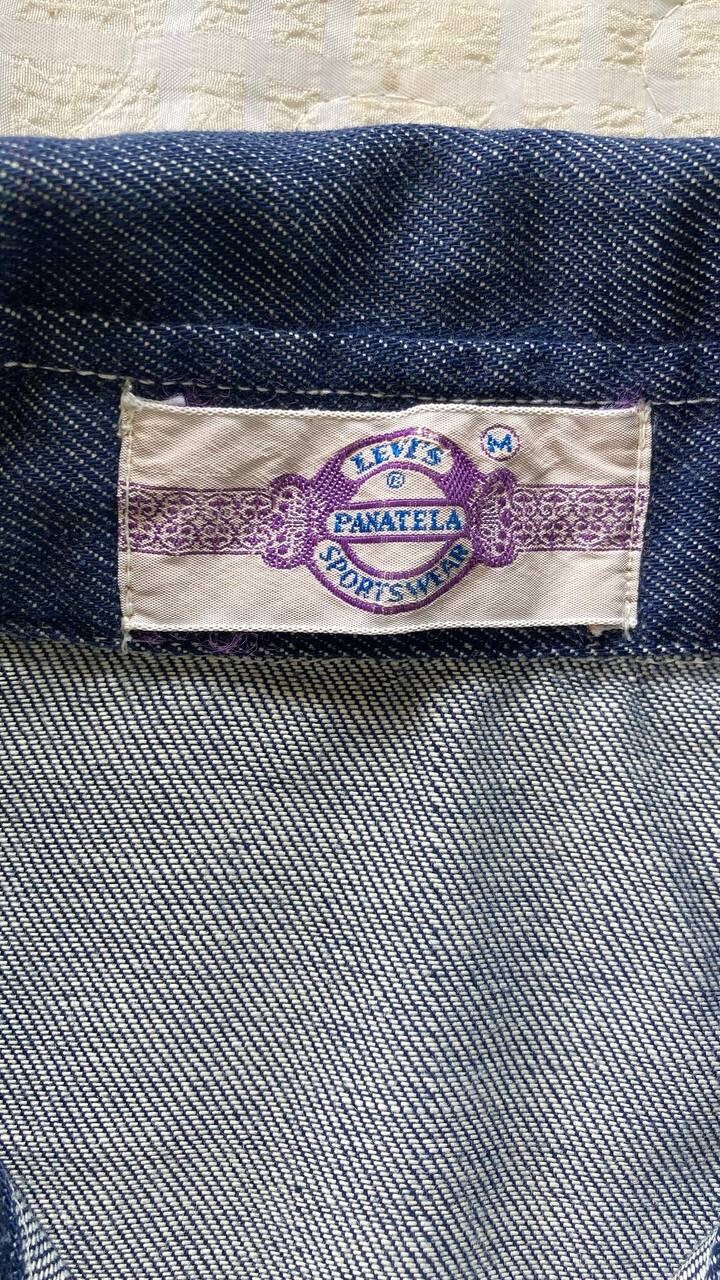 LEVI'S
®
M
PANATELA
SPORTSWEAR